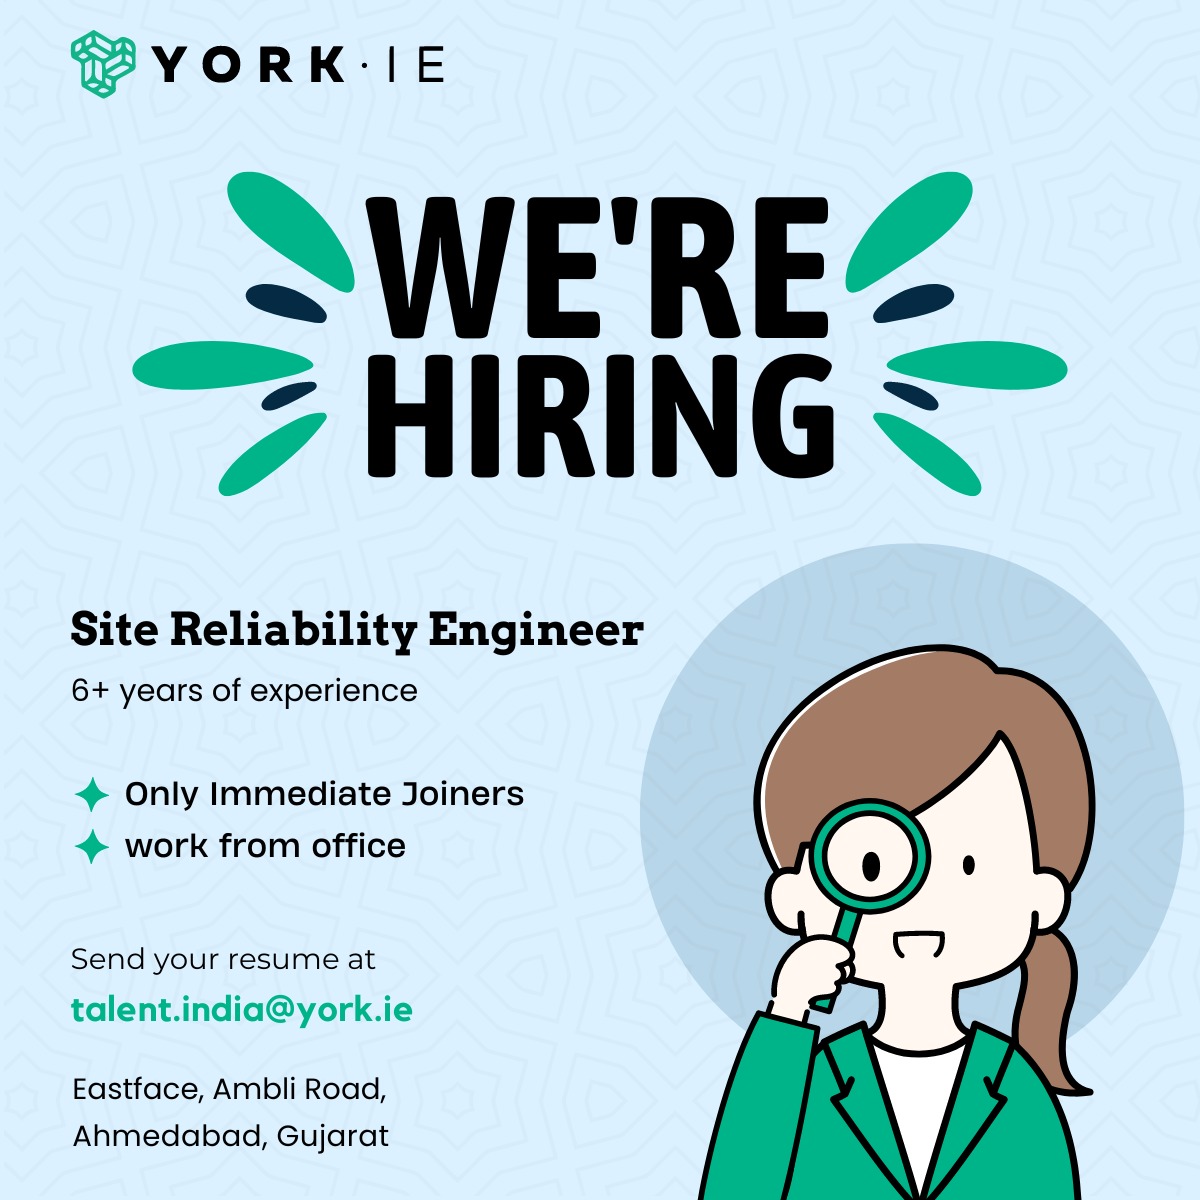 YORK·IE
WE'RE
HIRING
Site Reliability Engineer
6+ years of experience
Only Immediate Joiners
work from office
Send your resume at
talent.india@york.ie
Eastface, Ambli Road,
Ahmedabad, Gujarat